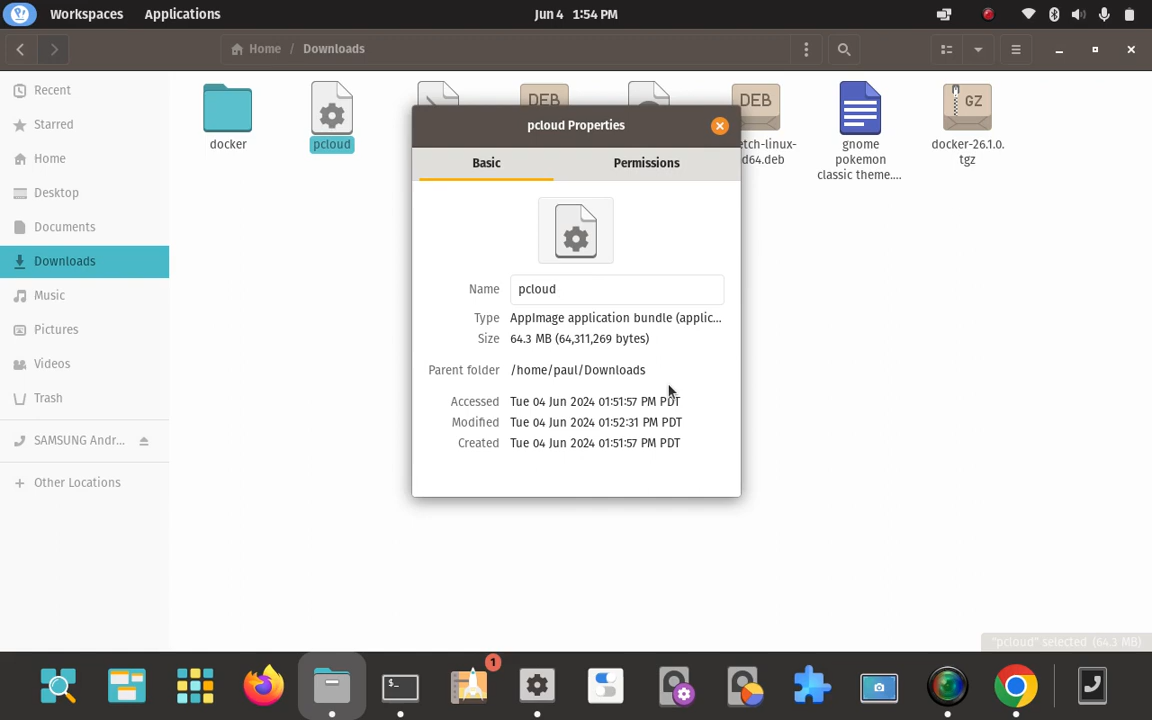 Workspaces Applications Jun 4 1:54 PM
Home / Downloads
Recent
Starred
Home
Desktop
Documents
Downloads
Music
Pictures
Videos
Trash
SAMSUNG Andr...
+ Other Locations
docker
pcloud
DEB
DEB
etch-linux-
d64.deb
gnome
pokemon
classic theme....
GZ
docker-26.1.0.
tgz
pcloud Properties
Basic Permissions
Name pcloud
Type AppImage application bundle (applic...
Size 64.3 MB (64,311,269 bytes)
Parent folder /home/paul/Downloads
Accessed Tue 04 Jun 2024 01:51:57 PM PDT
Modified Tue 04 Jun 2024 01:52:31 PM PDT
Created Tue 04 Jun 2024 01:51:57 PM PDT
"pcloud" selected (64.3 MB)
$_
1